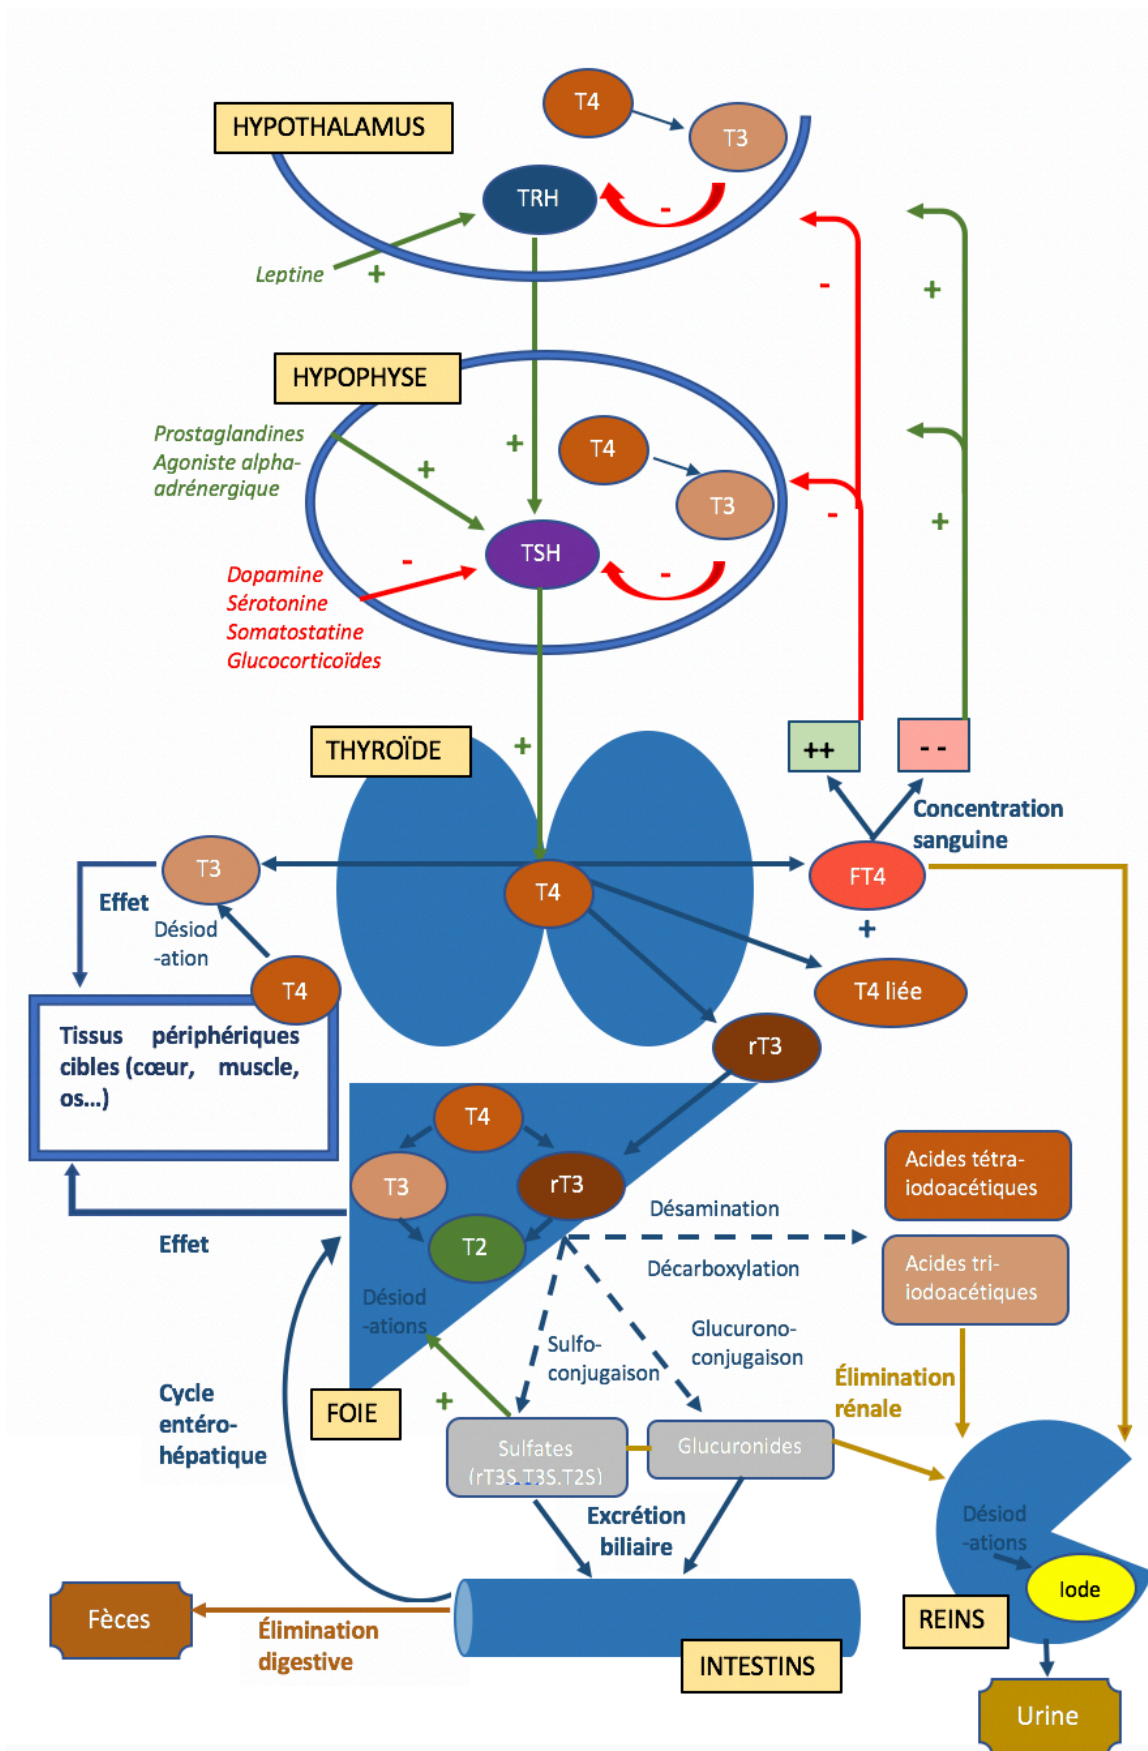 HYPOTHALAMUS
T4
T3
TRH
-
Leptine
+
-
+
HYPOPHYSE
Prostaglandines
Agoniste alpha-
adrénergique
+
+
T4
T3
TSH
-
-
+
-
Dopamine
Sérotonine
Somatostatine
Glucocorticoïdes
THYROÏDE
+
++
- -
Concentration
sanguine
T3
T4
FT4
+
T4 liée
Effet
Désiod
-ation
T4
Tissus périphériques
cibles (cœur, muscle,
os...)
rT3
T4
T3
rT3
T2
Désiod
-ations
Effet
Désamination
Décarboxylation
Acides tétra-
iodoacétiques
Acides tri-
iodoacétiques
Sulfo-
conjugaison
Glucurono-
conjugaison
Élimination
rénale
FOIE
+
Cycle
entéro-
hépatique
Sulfates
(rT3S,T3S,T2S)
Glucuronides
Excrétion
biliaire
Désiod
-ations
Iode
REINS
Fèces
Élimination
digestive
INTESTINS
Urine